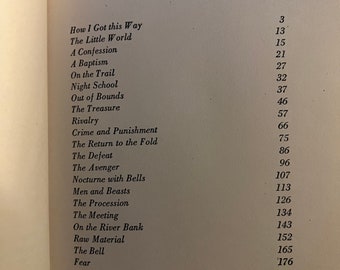 How I Got this Way 3
The Little World 13
A Confession 15
A Baptism 21
On the Trail 27
Night School 32
Out of Bounds 37
The Treasure 46
Rivalry 57
Crime and Punishment 66
The Return to the Fold 75
The Defeat 86
The Avenger 96
Nocturne with Bells 107
Men and Beasts 113
The Procession 126
The Meeting 134
On the River Bank 143
Raw Material 152
The Bell 165
Fear 176